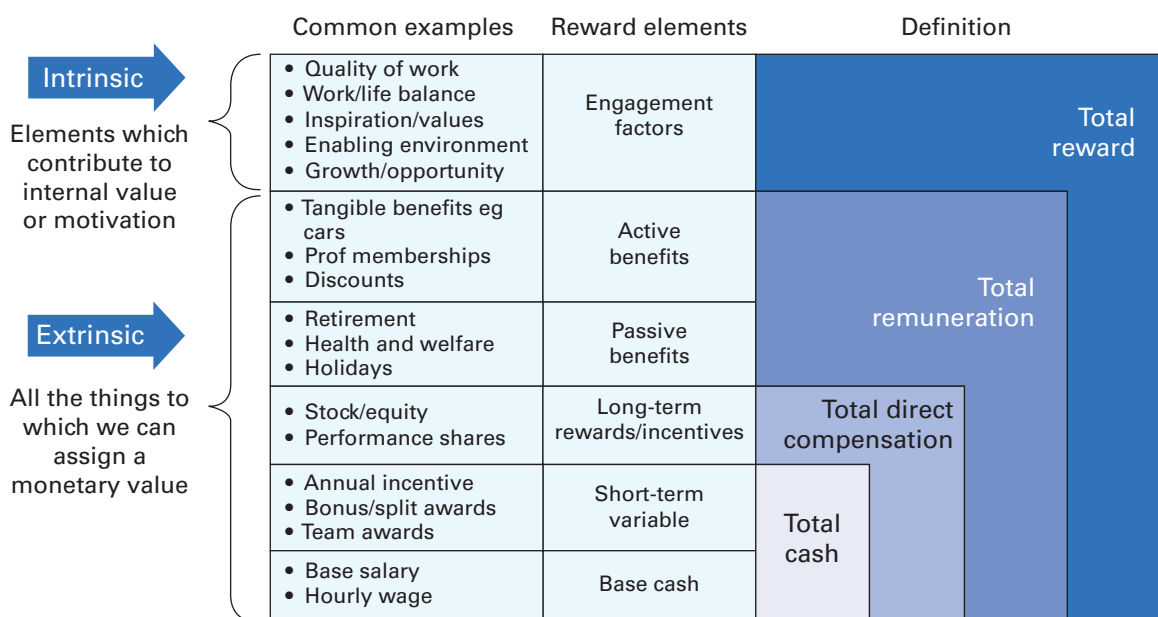 Common examples
Reward elements
Definition
Intrinsic
Elements which
contribute to
internal value
or motivation
• Quality of work
• Work/life balance
• Inspiration/values
• Enabling environment
• Growth/opportunity
Engagement
factors
Total
reward
Extrinsic
All the things to
which we can
assign a
monetary value
• Tangible benefits eg
cars
• Prof memberships
• Discounts
Active
benefits
Total
remuneration
• Retirement
• Health and welfare
• Holidays
Passive
benefits
• Stock/equity
• Performance shares
Long-term
rewards/incentives
Total direct
compensation
• Annual incentive
• Bonus/split awards
• Team awards
Short-term
variable
Total
cash
• Base salary
• Hourly wage
Base cash